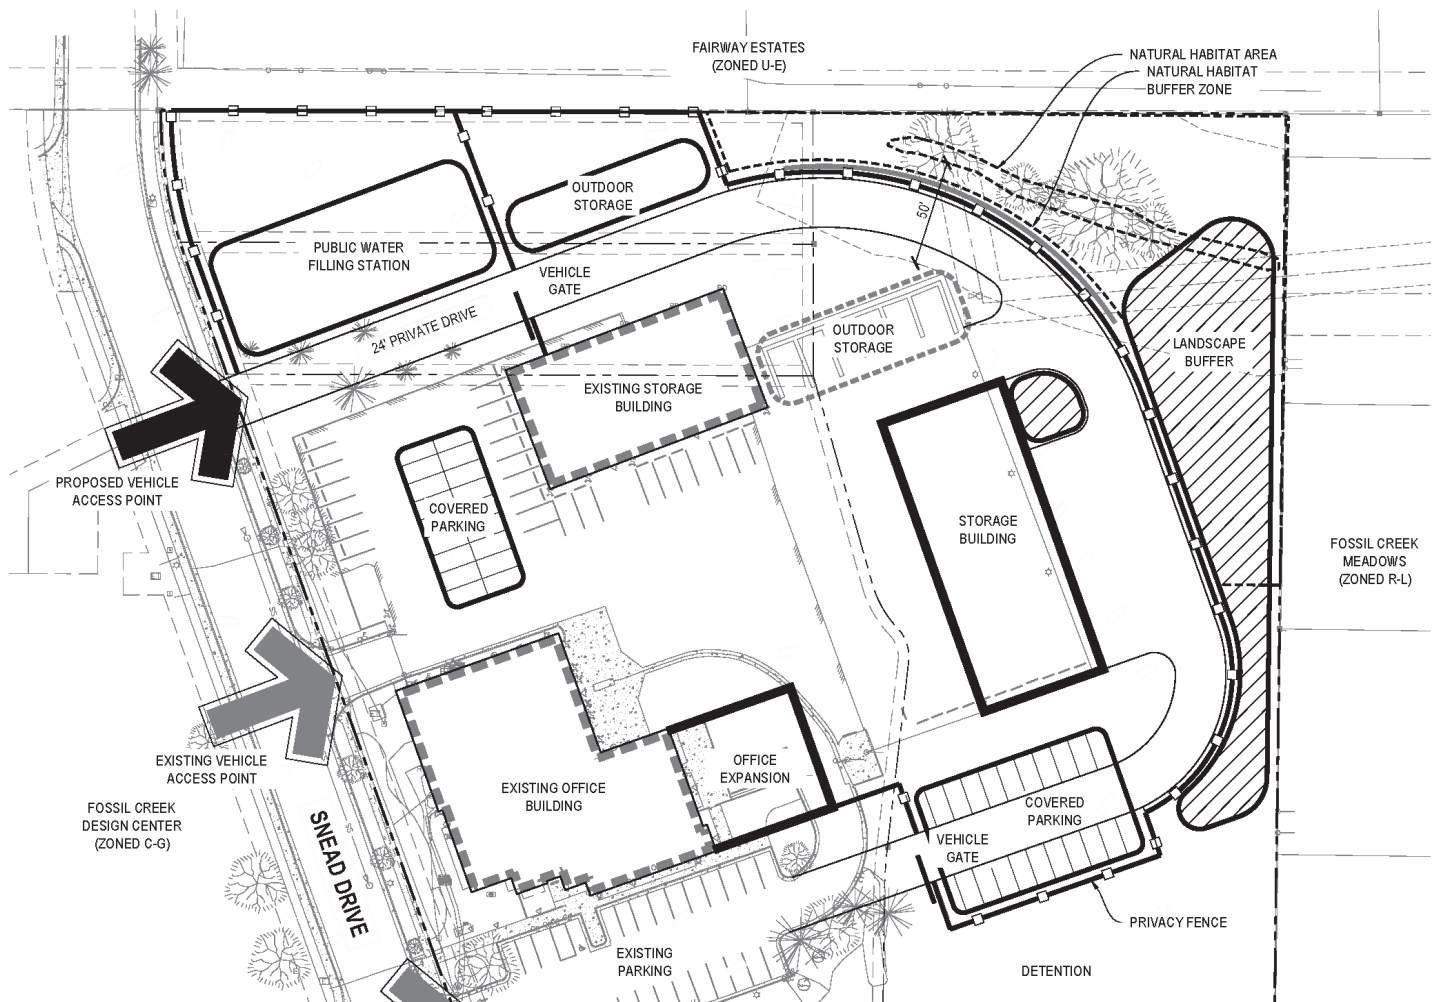 FAIRWAY ESTATES
(ZONED U-E)
NATURAL HABITAT AREA
NATURAL HABITAT
BUFFER ZONE
OUTDOOR
STORAGE
50'
PUBLIC WATER
FILLING STATION
VEHICLE
GATE
24' PRIVATE DRIVE
OUTDOOR
STORAGE
LANDSCAPE
BUFFER
EXISTING STORAGE
BUILDING
PROPOSED VEHICLE
ACCESS POINT
COVERED
PARKING
STORAGE
BUILDING
FOSSIL CREEK
MEADOWS
(ZONED R-L)
EXISTING VEHICLE
ACCESS POINT
OFFICE
EXPANSION
EXISTING OFFICE
BUILDING
FOSSIL CREEK
DESIGN CENTER
(ZONED C-G)
COVERED
PARKING
SNEAD DRIVE
VEHICLE
GATE
PRIVACY FENCE
EXISTING
PARKING
DETENTION